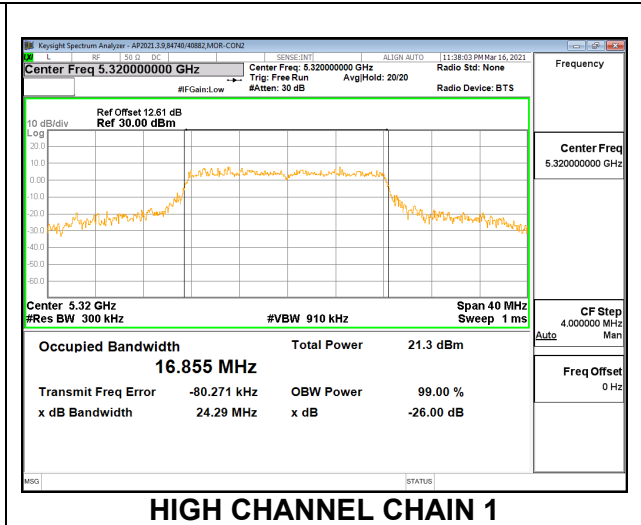 Keysight Spectrum Analyzer - AP2021.3.9,84740/40882,MOR-CON2
LXI L RF 50 Ω DC SENSE:INT ALIGN AUTO 11:38:03 PM Mar 16, 2021
Center Freq 5.320000000 GHz
Center Freq: 5.320000000 GHz Radio Std: None
Trig: Free Run Avg|Hold: 20/20
#IFGain:Low #Atten: 30 dB Radio Device: BTS
Frequency
Ref Offset 12.61 dB
10 dB/div Ref 30.00 dBm
Log
20.0
10.0
0.00
-10.0
-20.0
-30.0
-40.0
-50.0
-60.0
Center Freq
5.320000000 GHz
Center 5.32 GHz Span 40 MHz
#Res BW 300 kHz #VBW 910 kHz Sweep 1 ms
CF Step
4.000000 MHz
Auto Man
Occupied Bandwidth Total Power 21.3 dBm
16.855 MHz
Transmit Freq Error -80.271 kHz OBW Power 99.00 %
x dB Bandwidth 24.29 MHz x dB -26.00 dB
Freq Offset
0 Hz
MSG STATUS
HIGH CHANNEL CHAIN 1